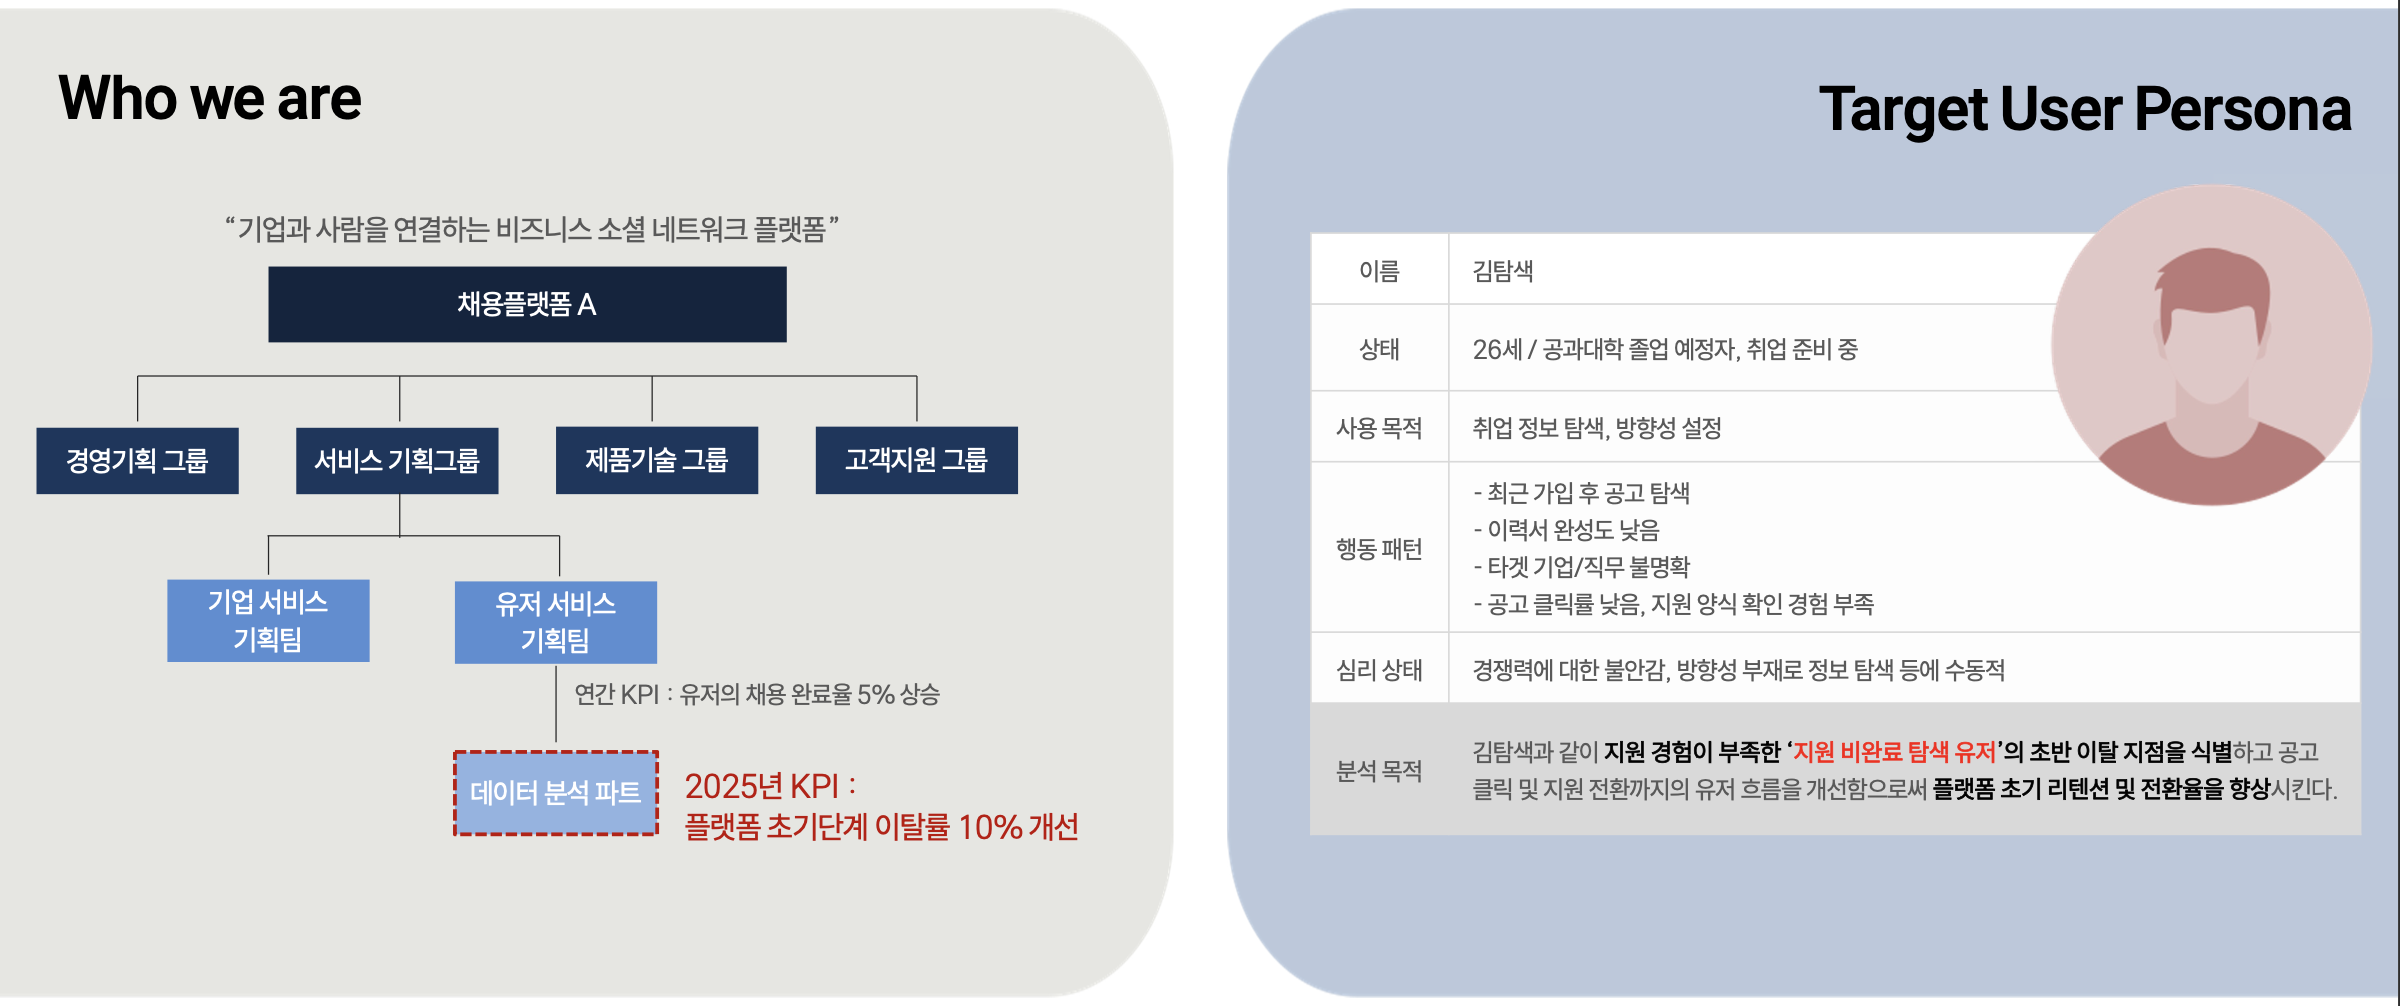 Who we are
“기업과 사람을 연결하는 비즈니스 소셜 네트워크 플랫폼”
채용플랫폼 A
경영기획 그룹
서비스 기획그룹
제품기술 그룹
고객지원 그룹
기업 서비스
기획팀
유저 서비스
기획팀
연간 KPI : 유저의 채용 완료율 5% 상승
데이터 분석 파트
2025년 KPI :
플랫폼 초기단계 이탈률 10% 개선
Target User Persona
이름
김탐색
상태
26세 / 공과대학 졸업 예정자, 취업 준비 중
사용 목적
취업 정보 탐색, 방향성 설정
행동 패턴
- 최근 가입 후 공고 탐색
- 이력서 완성도 낮음
- 타겟 기업/직무 불명확
- 공고 클릭률 낮음, 지원 양식 확인 경험 부족
심리 상태
경쟁력에 대한 불안감, 방향성 부재로 정보 탐색 등에 수동적
분석 목적
김탐색과 같이 지원 경험이 부족한 ‘지원 비완료 탐색 유저’의 초반 이탈 지점을 식별하고 공고
클릭 및 지원 전환까지의 유저 흐름을 개선함으로써 플랫폼 초기 리텐션 및 전환율을 향상시킨다.